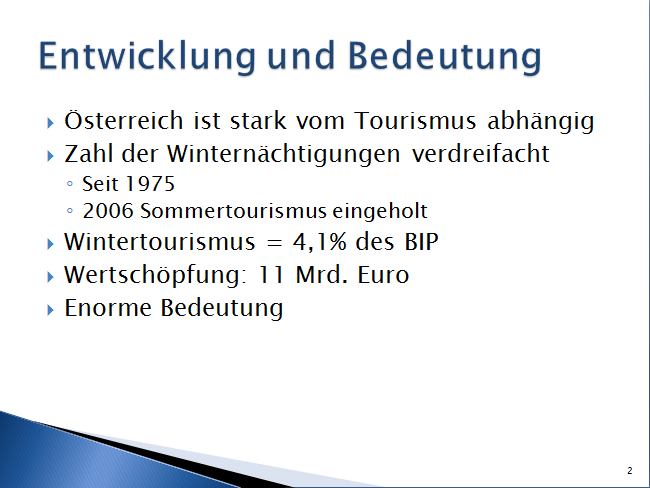 Entwicklung und Bedeutung
Österreich ist stark vom Tourismus abhängig
Zahl der Winternächtigungen verdreifacht
Seit 1975
2006 Sommertourismus eingeholt
Wintertourismus = 4,1% des BIP
Wertschöpfung: 11 Mrd. Euro
Enorme Bedeutung
2